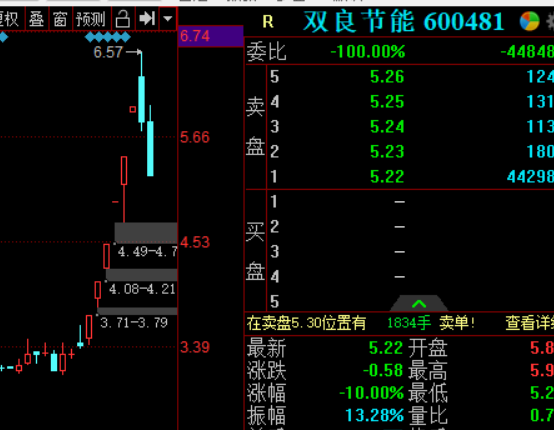 复权 叠 窗 预测
R 双良节能 600481
6.74
6.57
委比 -100.00% -44848
5 5.26 124
卖 4 5.25 131
3 5.24 113
盘 2 5.23 180
1 5.22 44298
5.66
1 —
买 2 —
4.53
盘 3 —
4 —
5
4.49-4.7
4.08-4.21
3.71-3.79
3.39
在卖盘5.30位置有 1834手 卖单! 查看详细
最新 5.22 开盘 5.8
涨跌 -0.58 最高 5.9
涨幅 -10.00% 最低 5.2
振幅 13.28% 量比 0.7